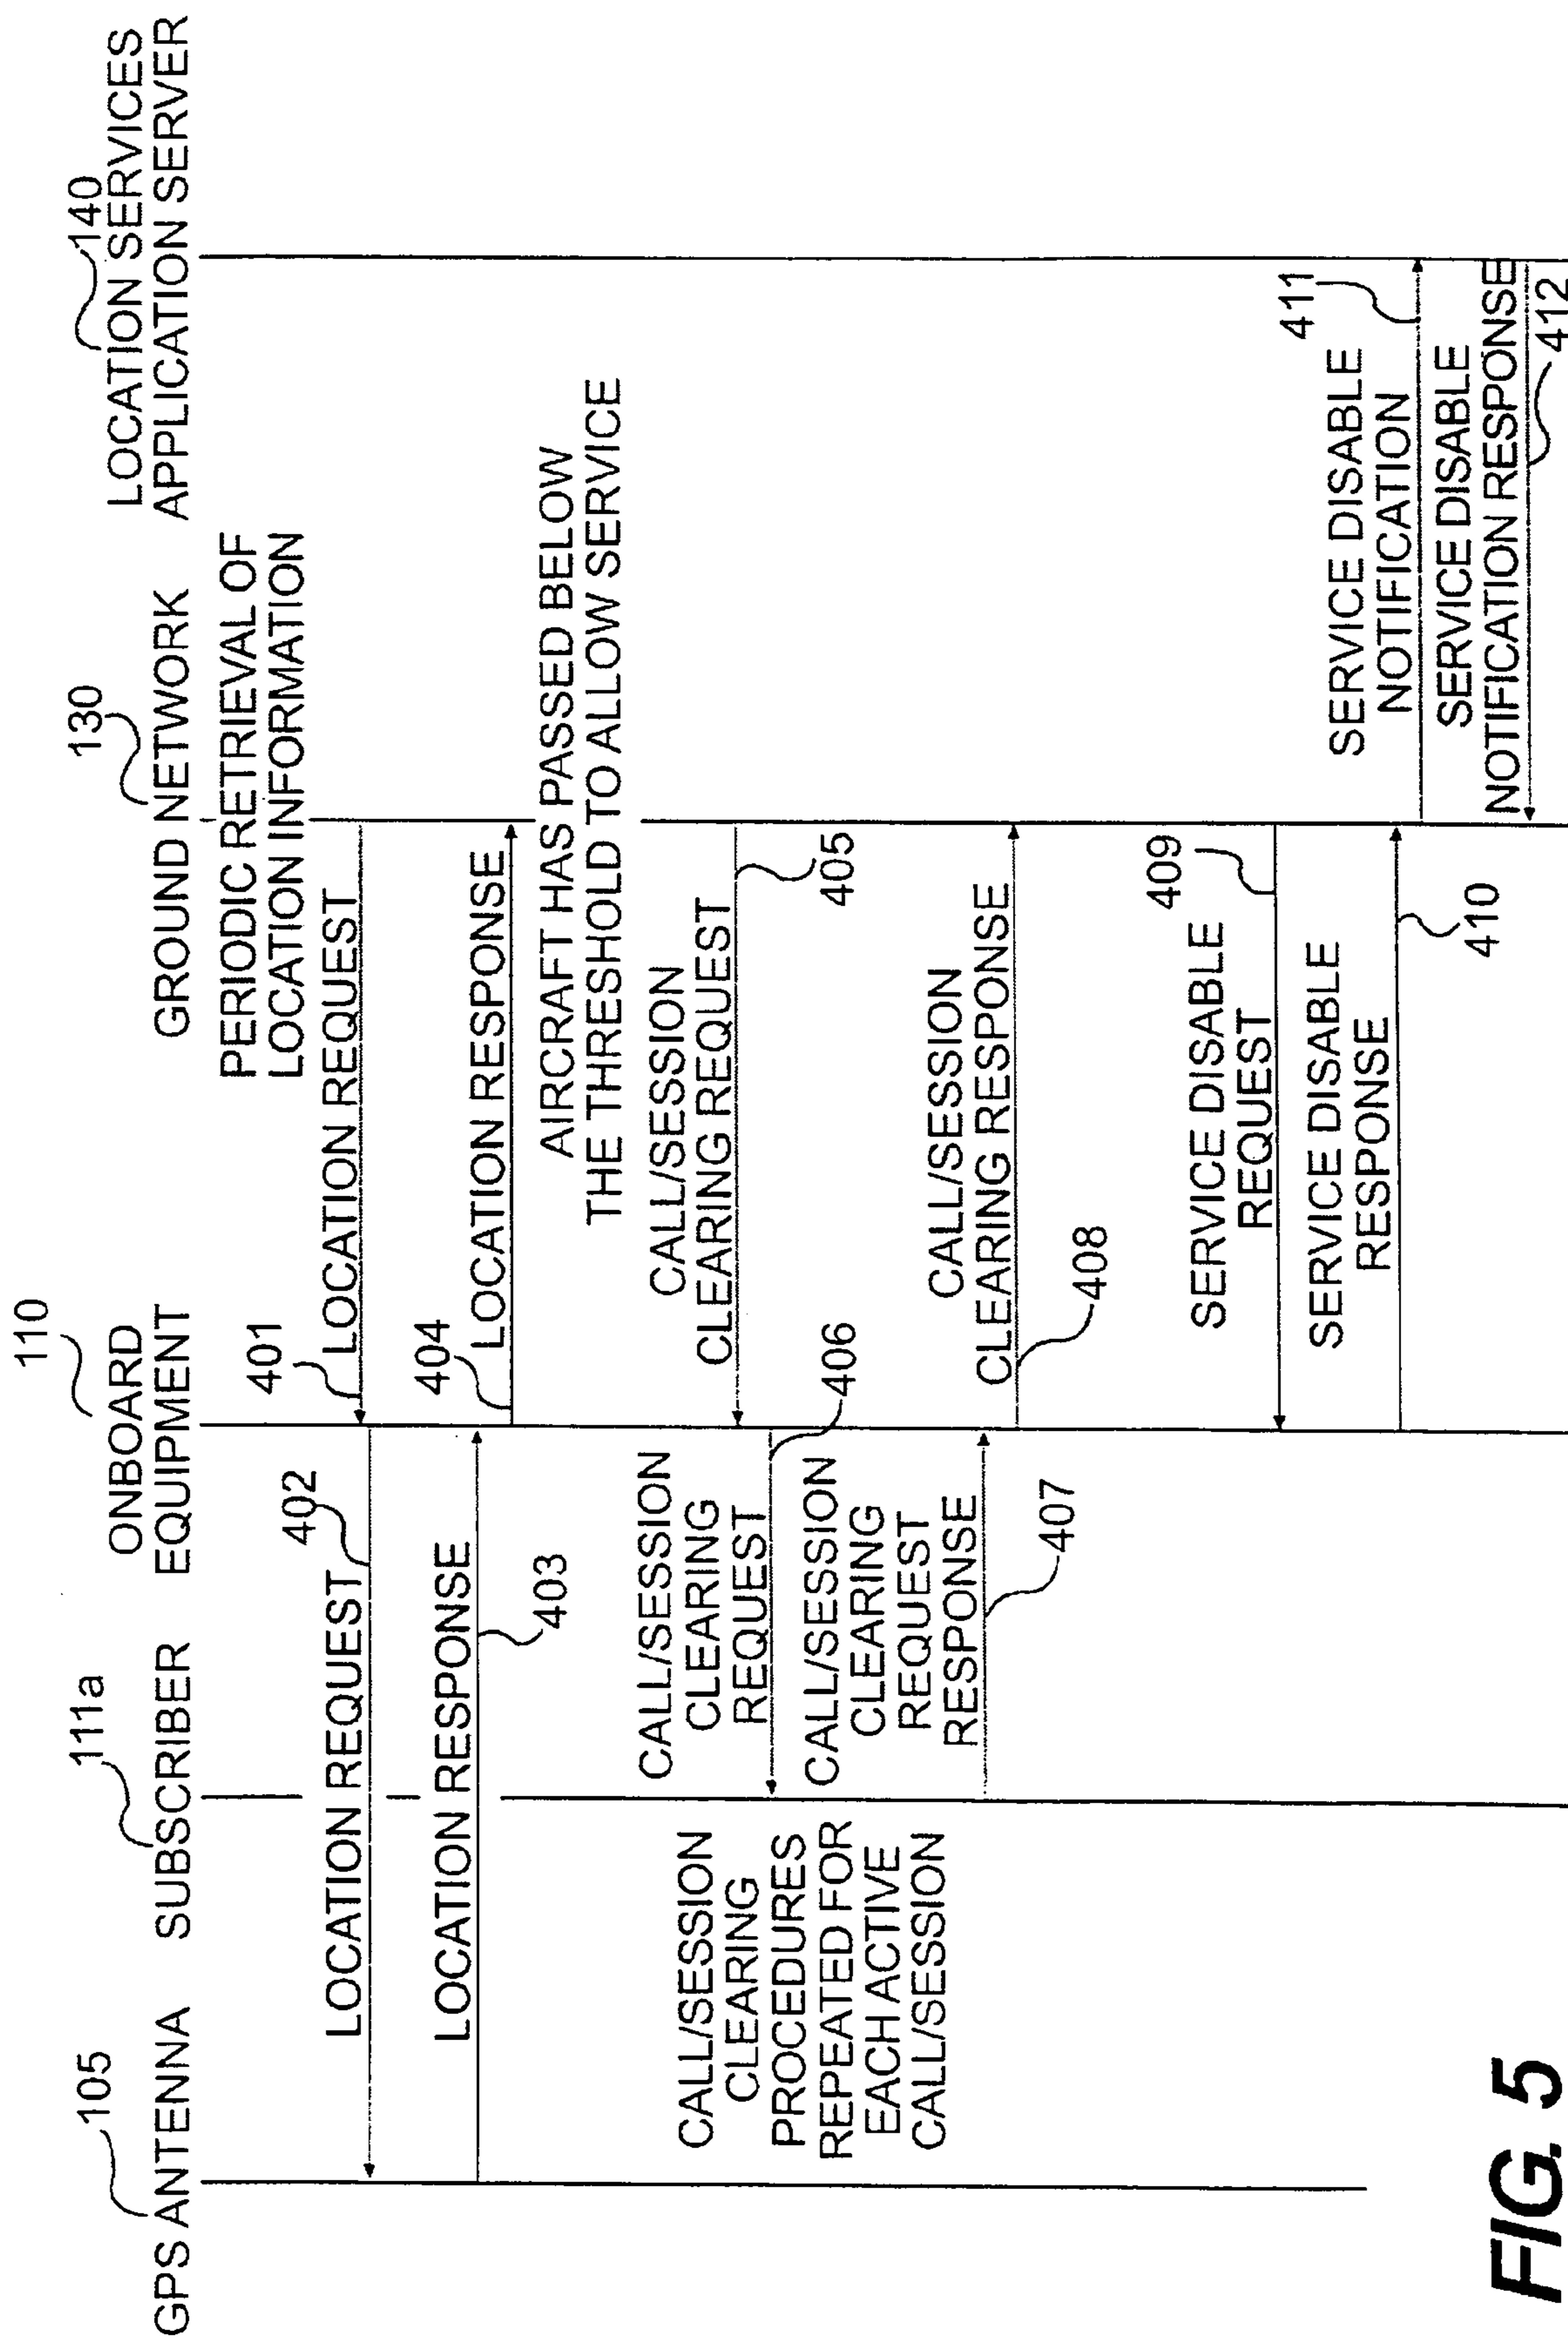 105
GPS ANTENNA
111a
SUBSCRIBER
110
ONBOARD
EQUIPMENT
130
GROUND NETWORK
140
LOCATION SERVICES
APPLICATION SERVER
PERIODIC RETRIEVAL OF
LOCATION INFORMATION
401
LOCATION REQUEST
LOCATION REQUEST
402
LOCATION RESPONSE
403
404
LOCATION RESPONSE
AIRCRAFT HAS PASSED BELOW
THE THRESHOLD TO ALLOW SERVICE
CALL/SESSION
CLEARING REQUEST
405
CALL/SESSION
CLEARING
REQUEST
406
CALL/SESSION
CLEARING
PROCEDURES
REPEATED FOR
EACH ACTIVE
CALL/SESSION
CALL/SESSION
CLEARING
REQUEST
RESPONSE
407
CALL/SESSION
CLEARING RESPONSE
408
SERVICE DISABLE
REQUEST
409
SERVICE DISABLE
RESPONSE
410
SERVICE DISABLE
NOTIFICATION
411
SERVICE DISABLE
NOTIFICATION RESPONSE
412
FIG. 5